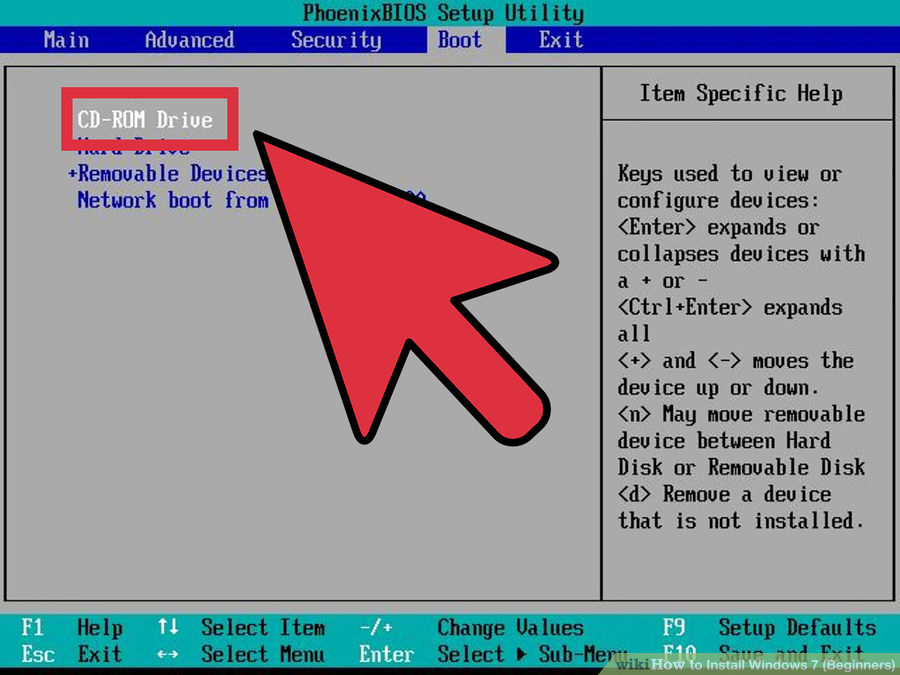 PhoenixBIOS Setup Utility
Main Advanced Security Boot Exit
CD-ROM Drive
Hard Drive
+Removable Devices
Network boot from
Item Specific Help
Keys used to view or
configure devices:
<Enter> expands or
collapses devices with
a + or -
<Ctrl+Enter> expands
all
<+> and <-> moves the
device up or down.
<n> May move removable
device between Hard
Disk or Removable Disk
<d> Remove a device
that is not installed.
F1 Help ↑↓ Select Item -/+ Change Values F9 Setup Defaults
Esc Exit ↔ Select Menu Enter Select ▶ Sub-Menu F10 Save and Exit
wikiHow to Install Windows 7 (Beginners)